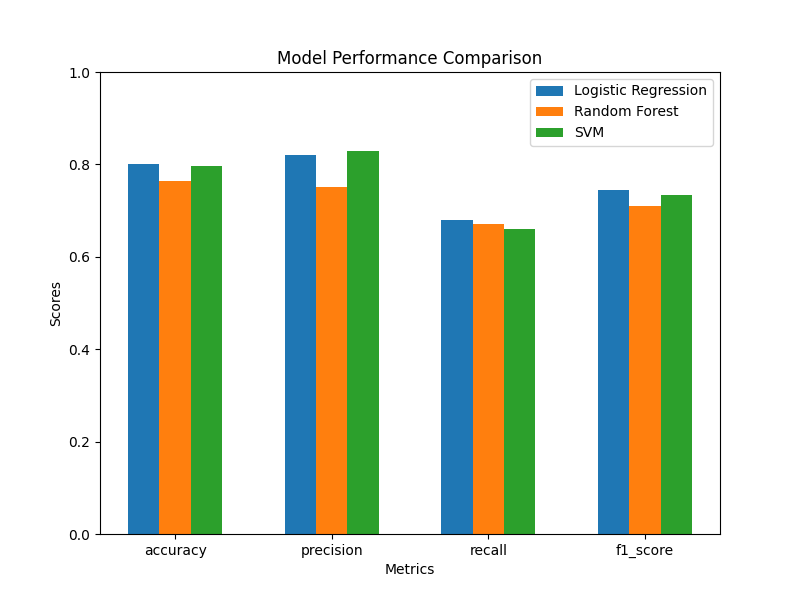 Model Performance Comparison
Logistic Regression
Random Forest
SVM
1.0
0.8
0.6
0.4
0.2
0.0
Scores
accuracy precision recall f1_score
Metrics